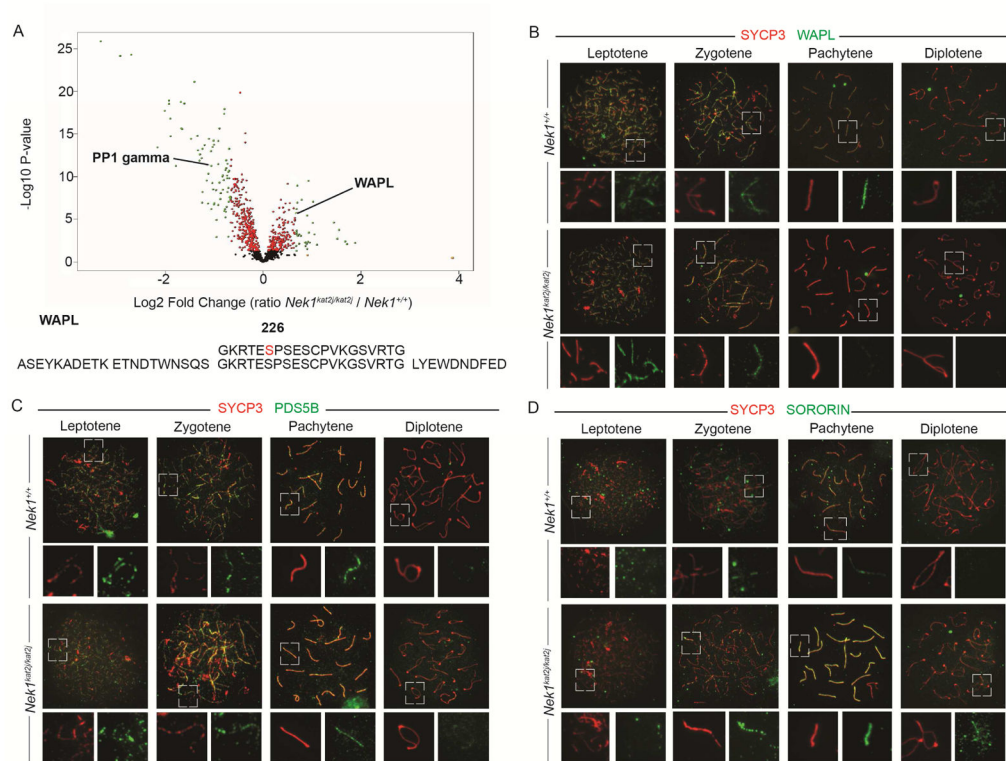 A
25
20
15
10
5
0
-Log10 P-value
PP1 gamma
WAPL
-2
0
2
4
Log2 Fold Change (ratio Nek1kat2j/kat2j / Nek1+/+)
WAPL
226
GKRTESPSESCPVKGSVRTG
ASEYKADETK ETNDTWNSQS GKRTESPSESCPVKGSVRTG LYEWDNDFED
B
SYCP3 WAPL
Leptotene Zygotene Pachytene Diplotene
Nek1+/+
Nek1kat2j/kat2j
C
SYCP3 PDS5B
Leptotene Zygotene Pachytene Diplotene
Nek1+/+
Nek1kat2j/kat2j
D
SYCP3 SORORIN
Leptotene Zygotene Pachytene Diplotene
Nek1+/+
Nek1kat2j/kat2j